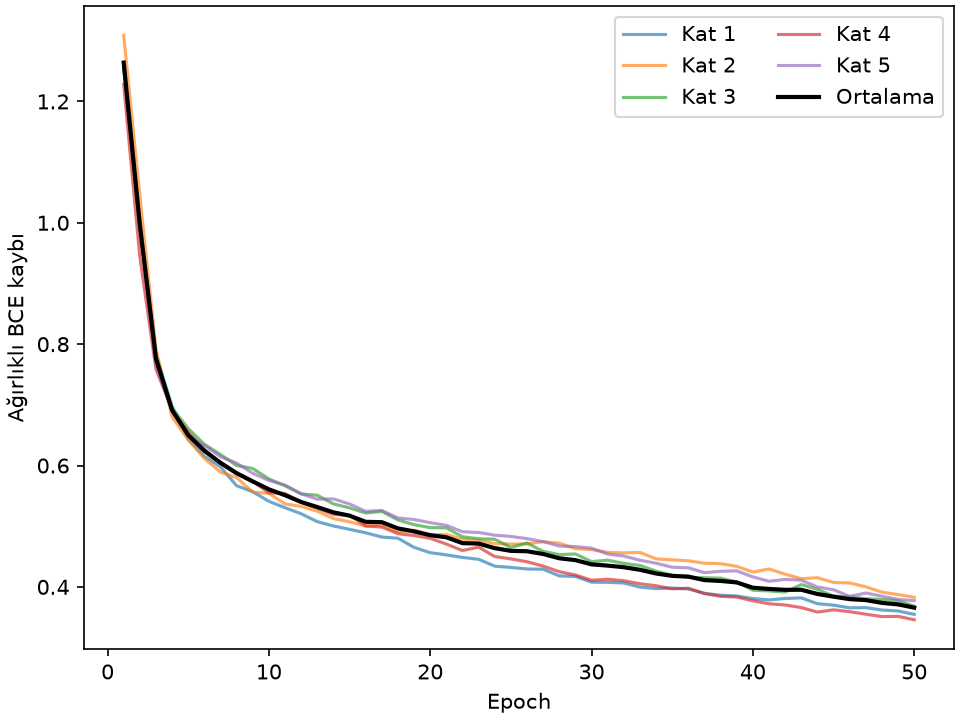 Kat 1
Kat 2
Kat 3
Kat 4
Kat 5
Ortalama
Ağırlıklı BCE kaybı
1.2
1.0
0.8
0.6
0.4
0 10 20 30 40 50
Epoch